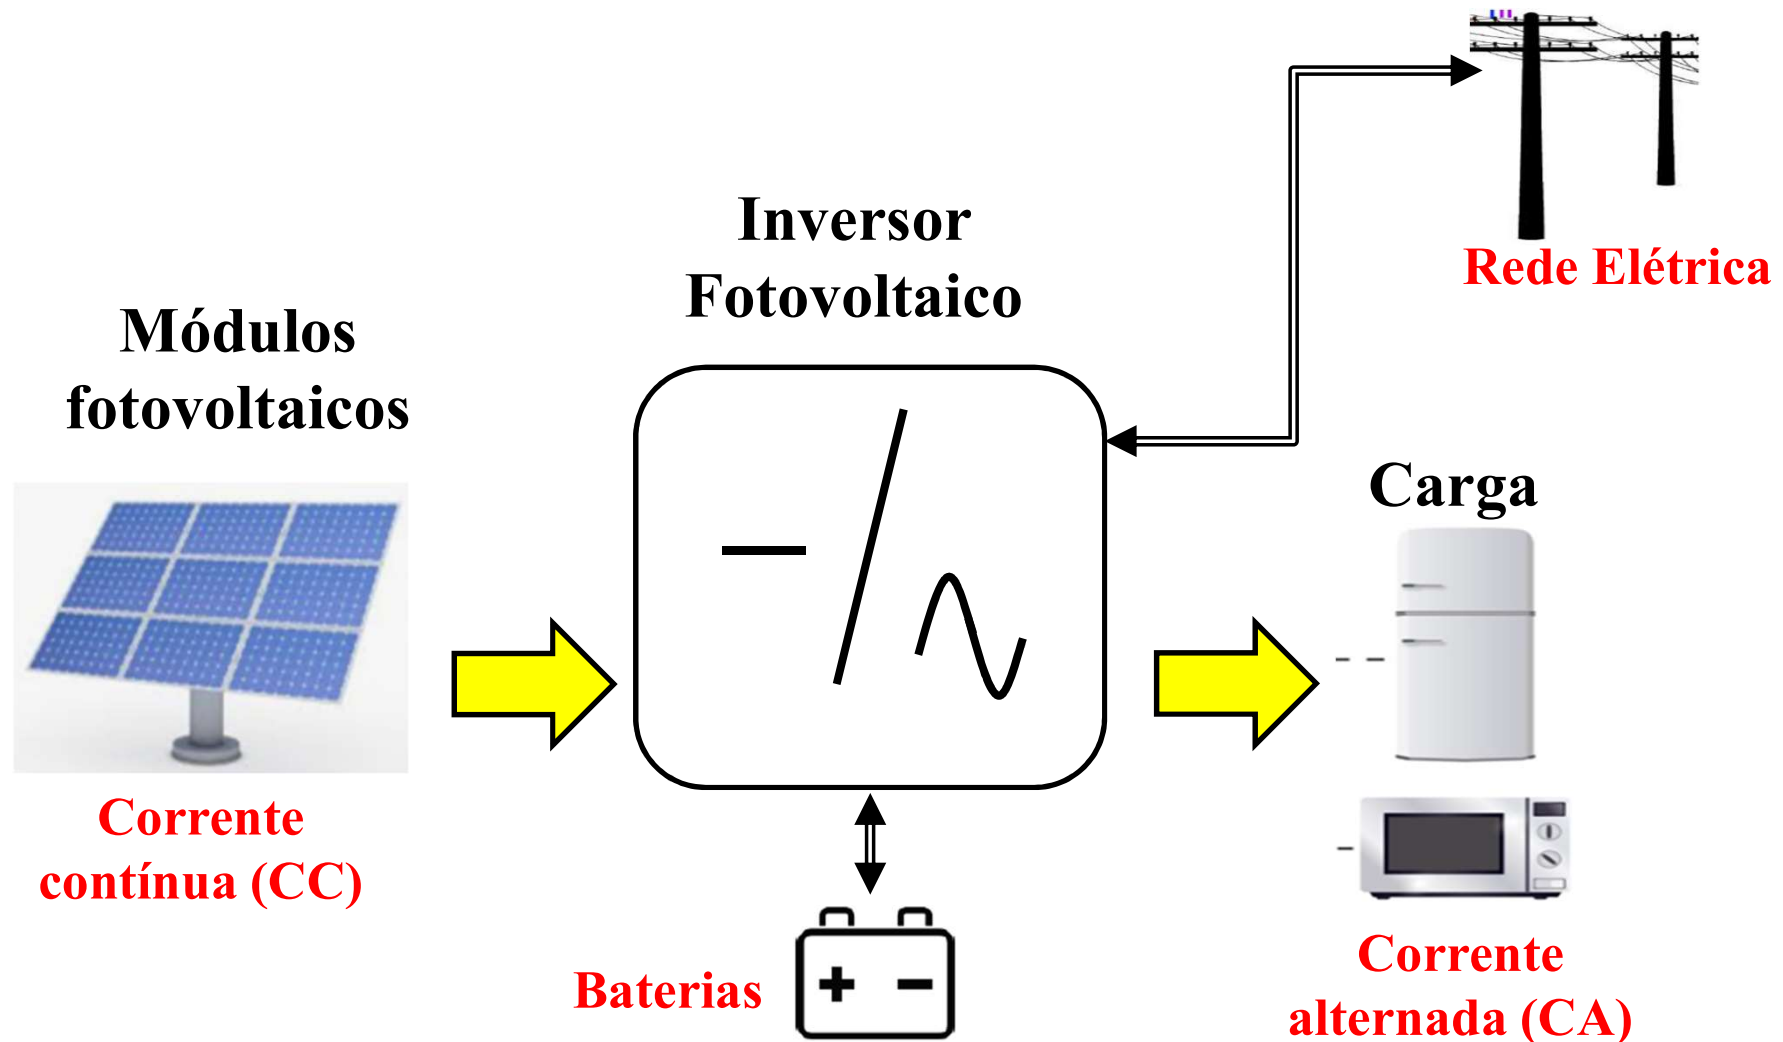 Rede Elétrica
Inversor
Fotovoltaico
Módulos
fotovoltaicos
Carga
Corrente
contínua (CC)
Baterias
Corrente
alternada (CA)